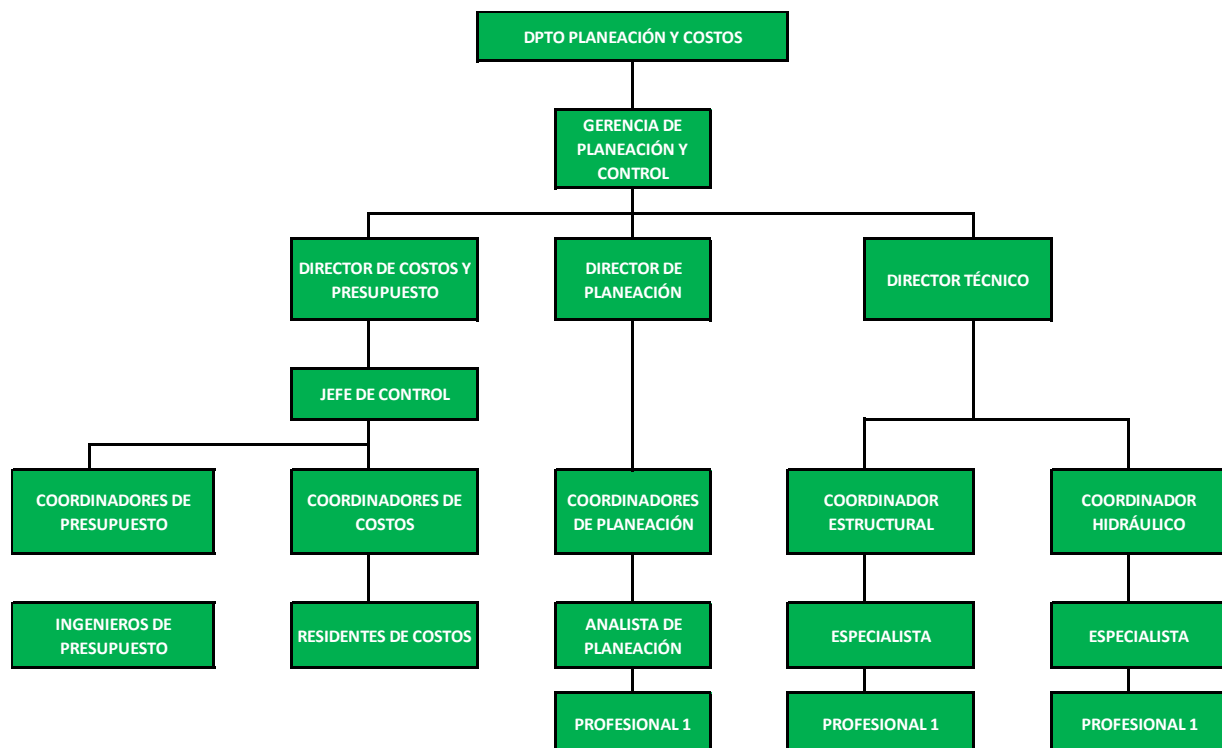 DPTO PLANEACIÓN Y COSTOS
GERENCIA DE
PLANEACIÓN Y
CONTROL
DIRECTOR DE COSTOS Y
PRESUPUESTO
DIRECTOR DE
PLANEACIÓN
DIRECTOR TÉCNICO
JEFE DE CONTROL
COORDINADORES DE
PRESUPUESTO
COORDINADORES DE
COSTOS
COORDINADORES
DE PLANEACIÓN
COORDINADOR
ESTRUCTURAL
COORDINADOR
HIDRÁULICO
INGENIEROS DE
PRESUPUESTO
RESIDENTES DE COSTOS
ANALISTA DE
PLANEACIÓN
ESPECIALISTA
ESPECIALISTA
PROFESIONAL 1
PROFESIONAL 1
PROFESIONAL 1